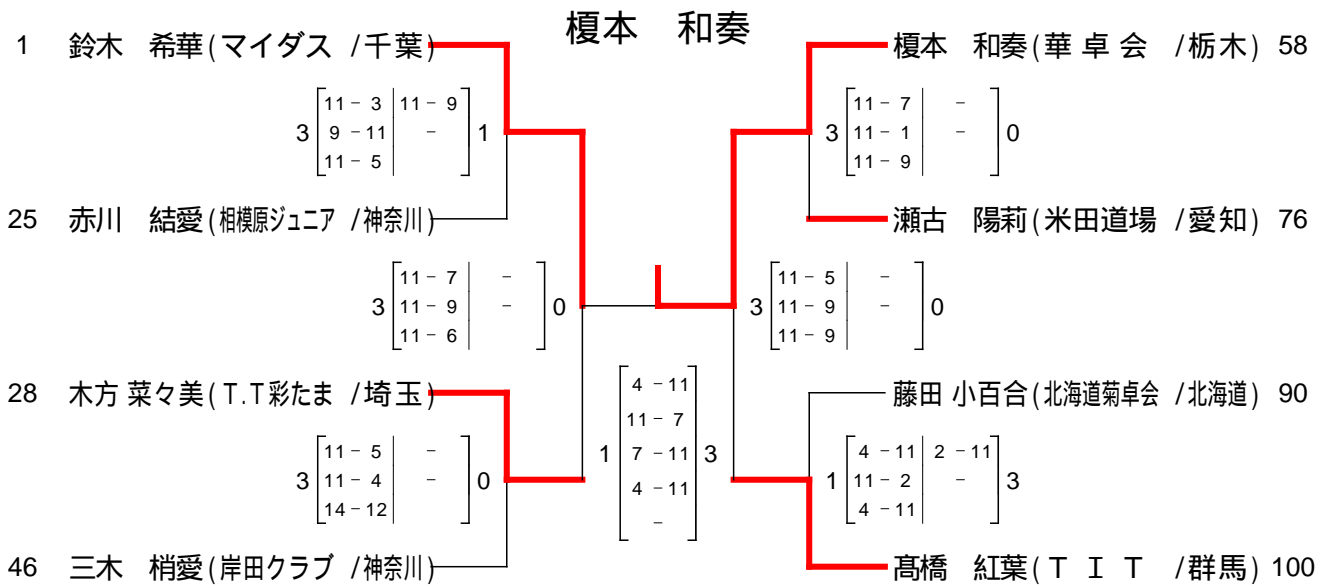 榎本 和奏
1 鈴木 希華(マイダス /千葉)
榎本 和奏(華卓会 /栃木) 58
3 11 - 3 11 - 9 1
9 - 11 -
11 - 5
3 11 - 7 - 0
11 - 1 -
11 - 9
25 赤川 結愛(相模原ジュニア /神奈川)
瀬古 陽莉(米田道場 /愛知) 76
3 11 - 7 - 0
11 - 9 -
11 - 6
3 11 - 5 - 0
11 - 9 -
11 - 9
28 木方 菜々美(T.T彩たま /埼玉)
藤田 小百合(北海道菊卓会 /北海道) 90
3 11 - 5 - 0
11 - 4 -
14 - 12
1 4 - 11 3
11 - 7
7 - 11
4 - 11
-
1 4 - 11 2 - 11 3
11 - 2 -
4 - 11
46 三木 梢愛(岸田クラブ /神奈川)
髙橋 紅葉(TIT /群馬) 100